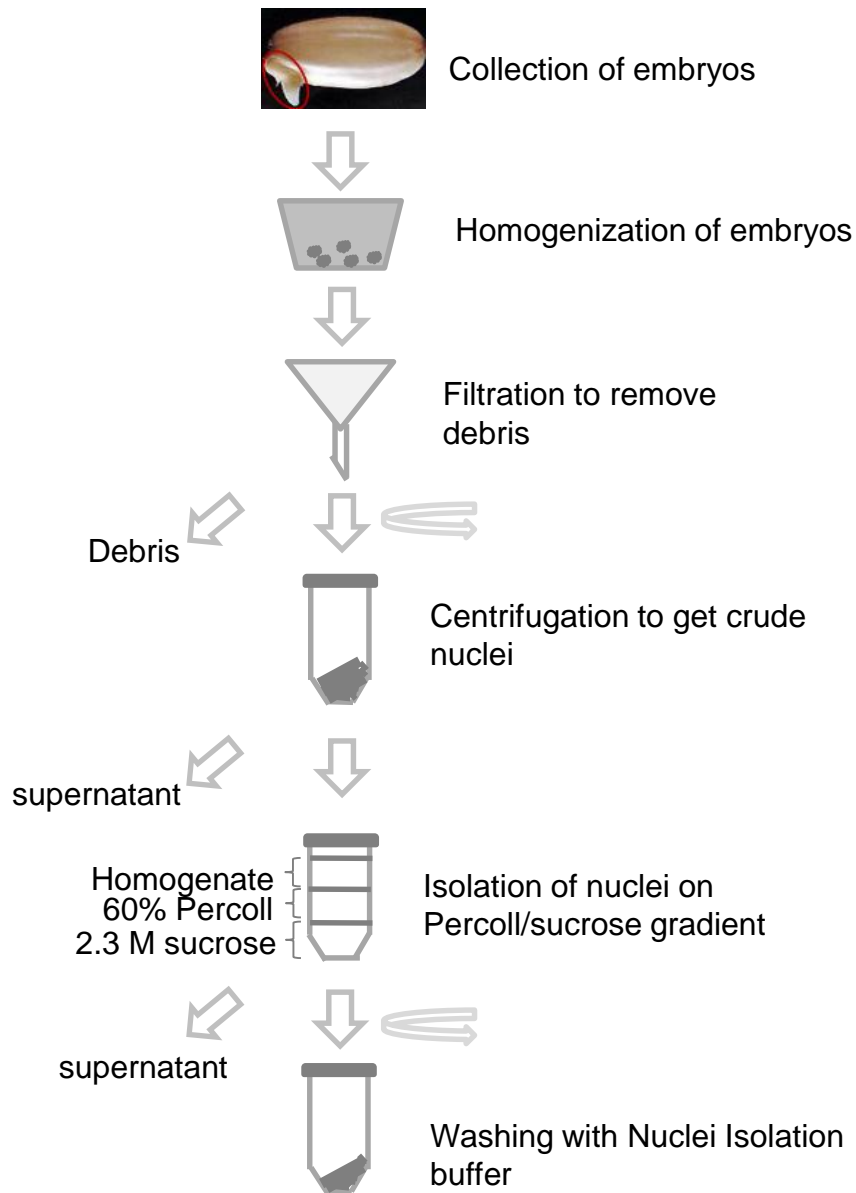 Collection of embryos
Homogenization of embryos
Filtration to remove
debris
Debris
Centrifugation to get crude
nuclei
supernatant
Homogenate
60% Percoll
2.3 M sucrose
Isolation of nuclei on
Percoll/sucrose gradient
supernatant
Washing with Nuclei Isolation
buffer